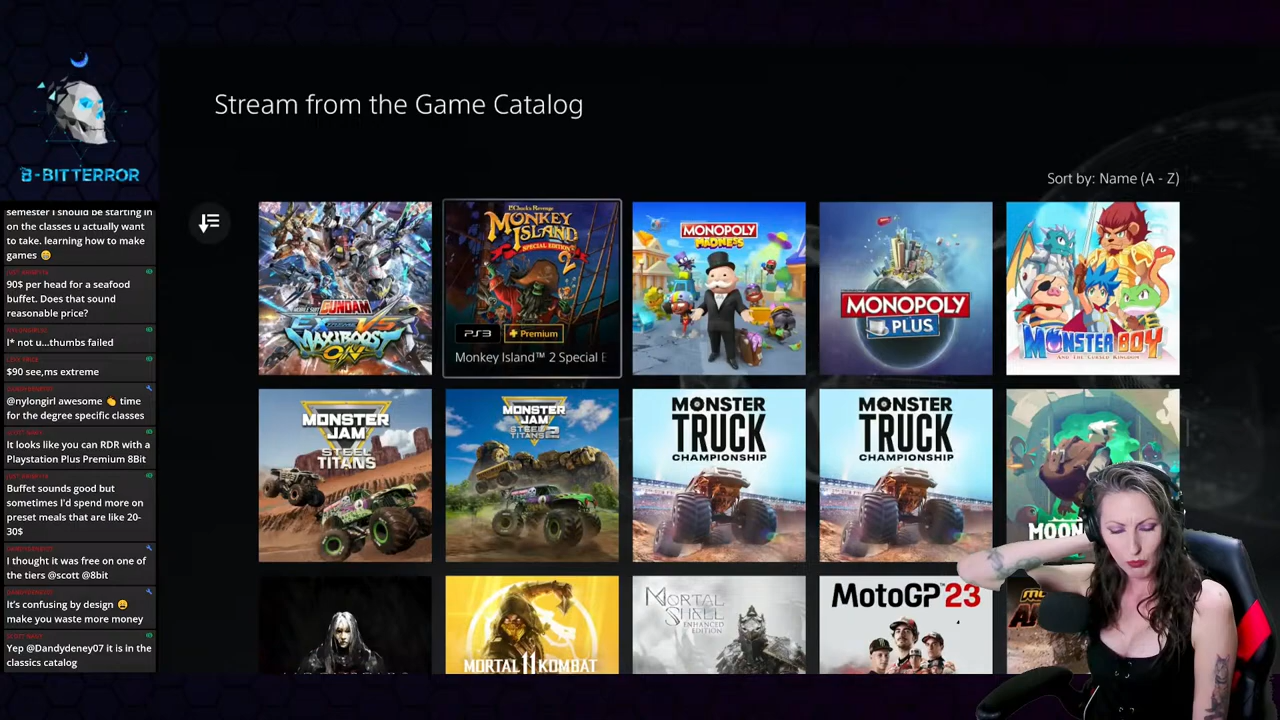 8-BITTERROR
semester I should be starting in
on the classes u actually want
to take. learning how to make
games
90$ per head for a seafood
buffet. Does that sound
reasonable price?
I* not u...thumbs failed
$90 see,ms extreme
@nylongirl awesome time
for the degree specific classes
It looks like you can RDR with a
Playstation Plus Premium 8Bit
Buffet sounds good but
sometimes I'd spend more on
preset meals that are like 20-
30$
I thought it was free on one of
the tiers @scott @8bit
It's confusing by design
make you waste more money
Yep @Dandydeney07 it is in the
classics catalog
Stream from the Game Catalog
Sort by: Name (A - Z)
GUNDAM
MAXIBOOST
ON
MONKEY
ISLAND
SPECIAL EDITION
2
PS3
Premium
Monkey Island™ 2 Special E
MONOPOLY
MADNESS
MONOPOLY
PLUS
MONSTER BOY
AND THE CURSED KINGDOM
MONSTER
JAM
STEEL
TITANS
MONSTER
JAM
STEEL
TITANS 2
MONSTER
TRUCK
CHAMPIONSHIP
MONSTER
TRUCK
CHAMPIONSHIP
MOON
MORTAL 11 KOMBAT
MORTAL
SHELL
ENHANCED
EDITION
MotoGP™23